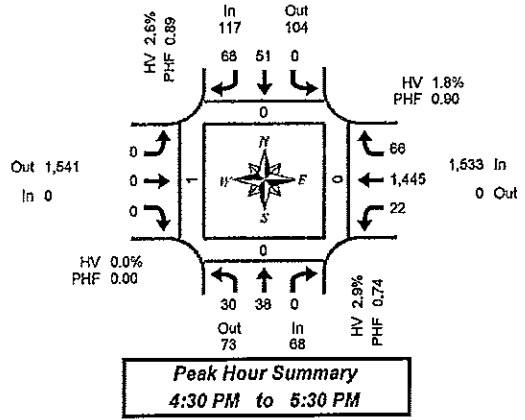 In
117
Out
104
HV 2.6%
PHF 0.89
66
51
0
HV 1.8%
PHF 0.90
0
Out 1,541
In 0
0
0
0
1
N
W
E
S
0
66
1,445
22
1,533 In
0 Out
0
HV 0.0%
PHF 0.00
30
38
0
HV 2.9%
PHF 0.74
Out
73
In
68
Peak Hour Summary
4:30 PM to 5:30 PM